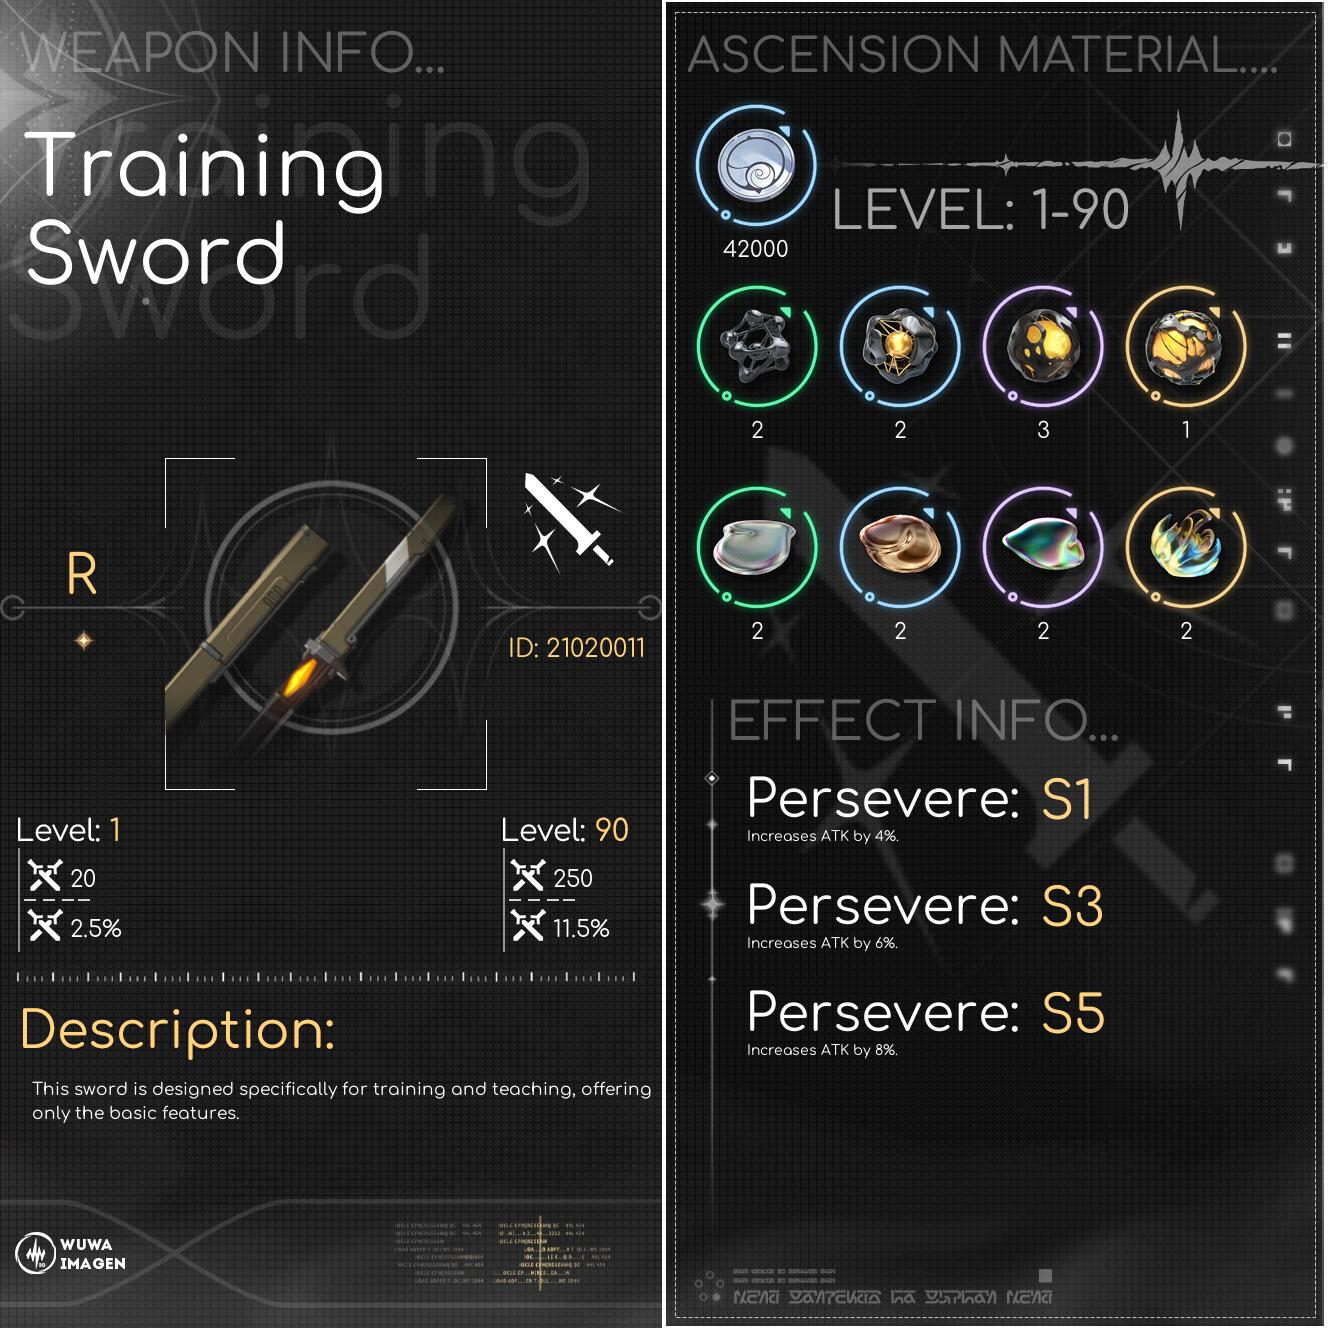 WEAPON INFO...
Training
Sword
Training
Sword
R
ID: 21020011
Level: 1
20
2.5%
Level: 90
250
11.5%
Description:
This sword is designed specifically for training and teaching, offering
only the basic features.
WUWA
IMAGEN
ASCENSION MATERIAL....
LEVEL: 1-90
42000
2 2 3 1
2 2 2 2
EFFECT INFO...
Persevere: S1
Increases ATK by 4%.
Persevere: S3
Increases ATK by 6%.
Persevere: S5
Increases ATK by 8%.